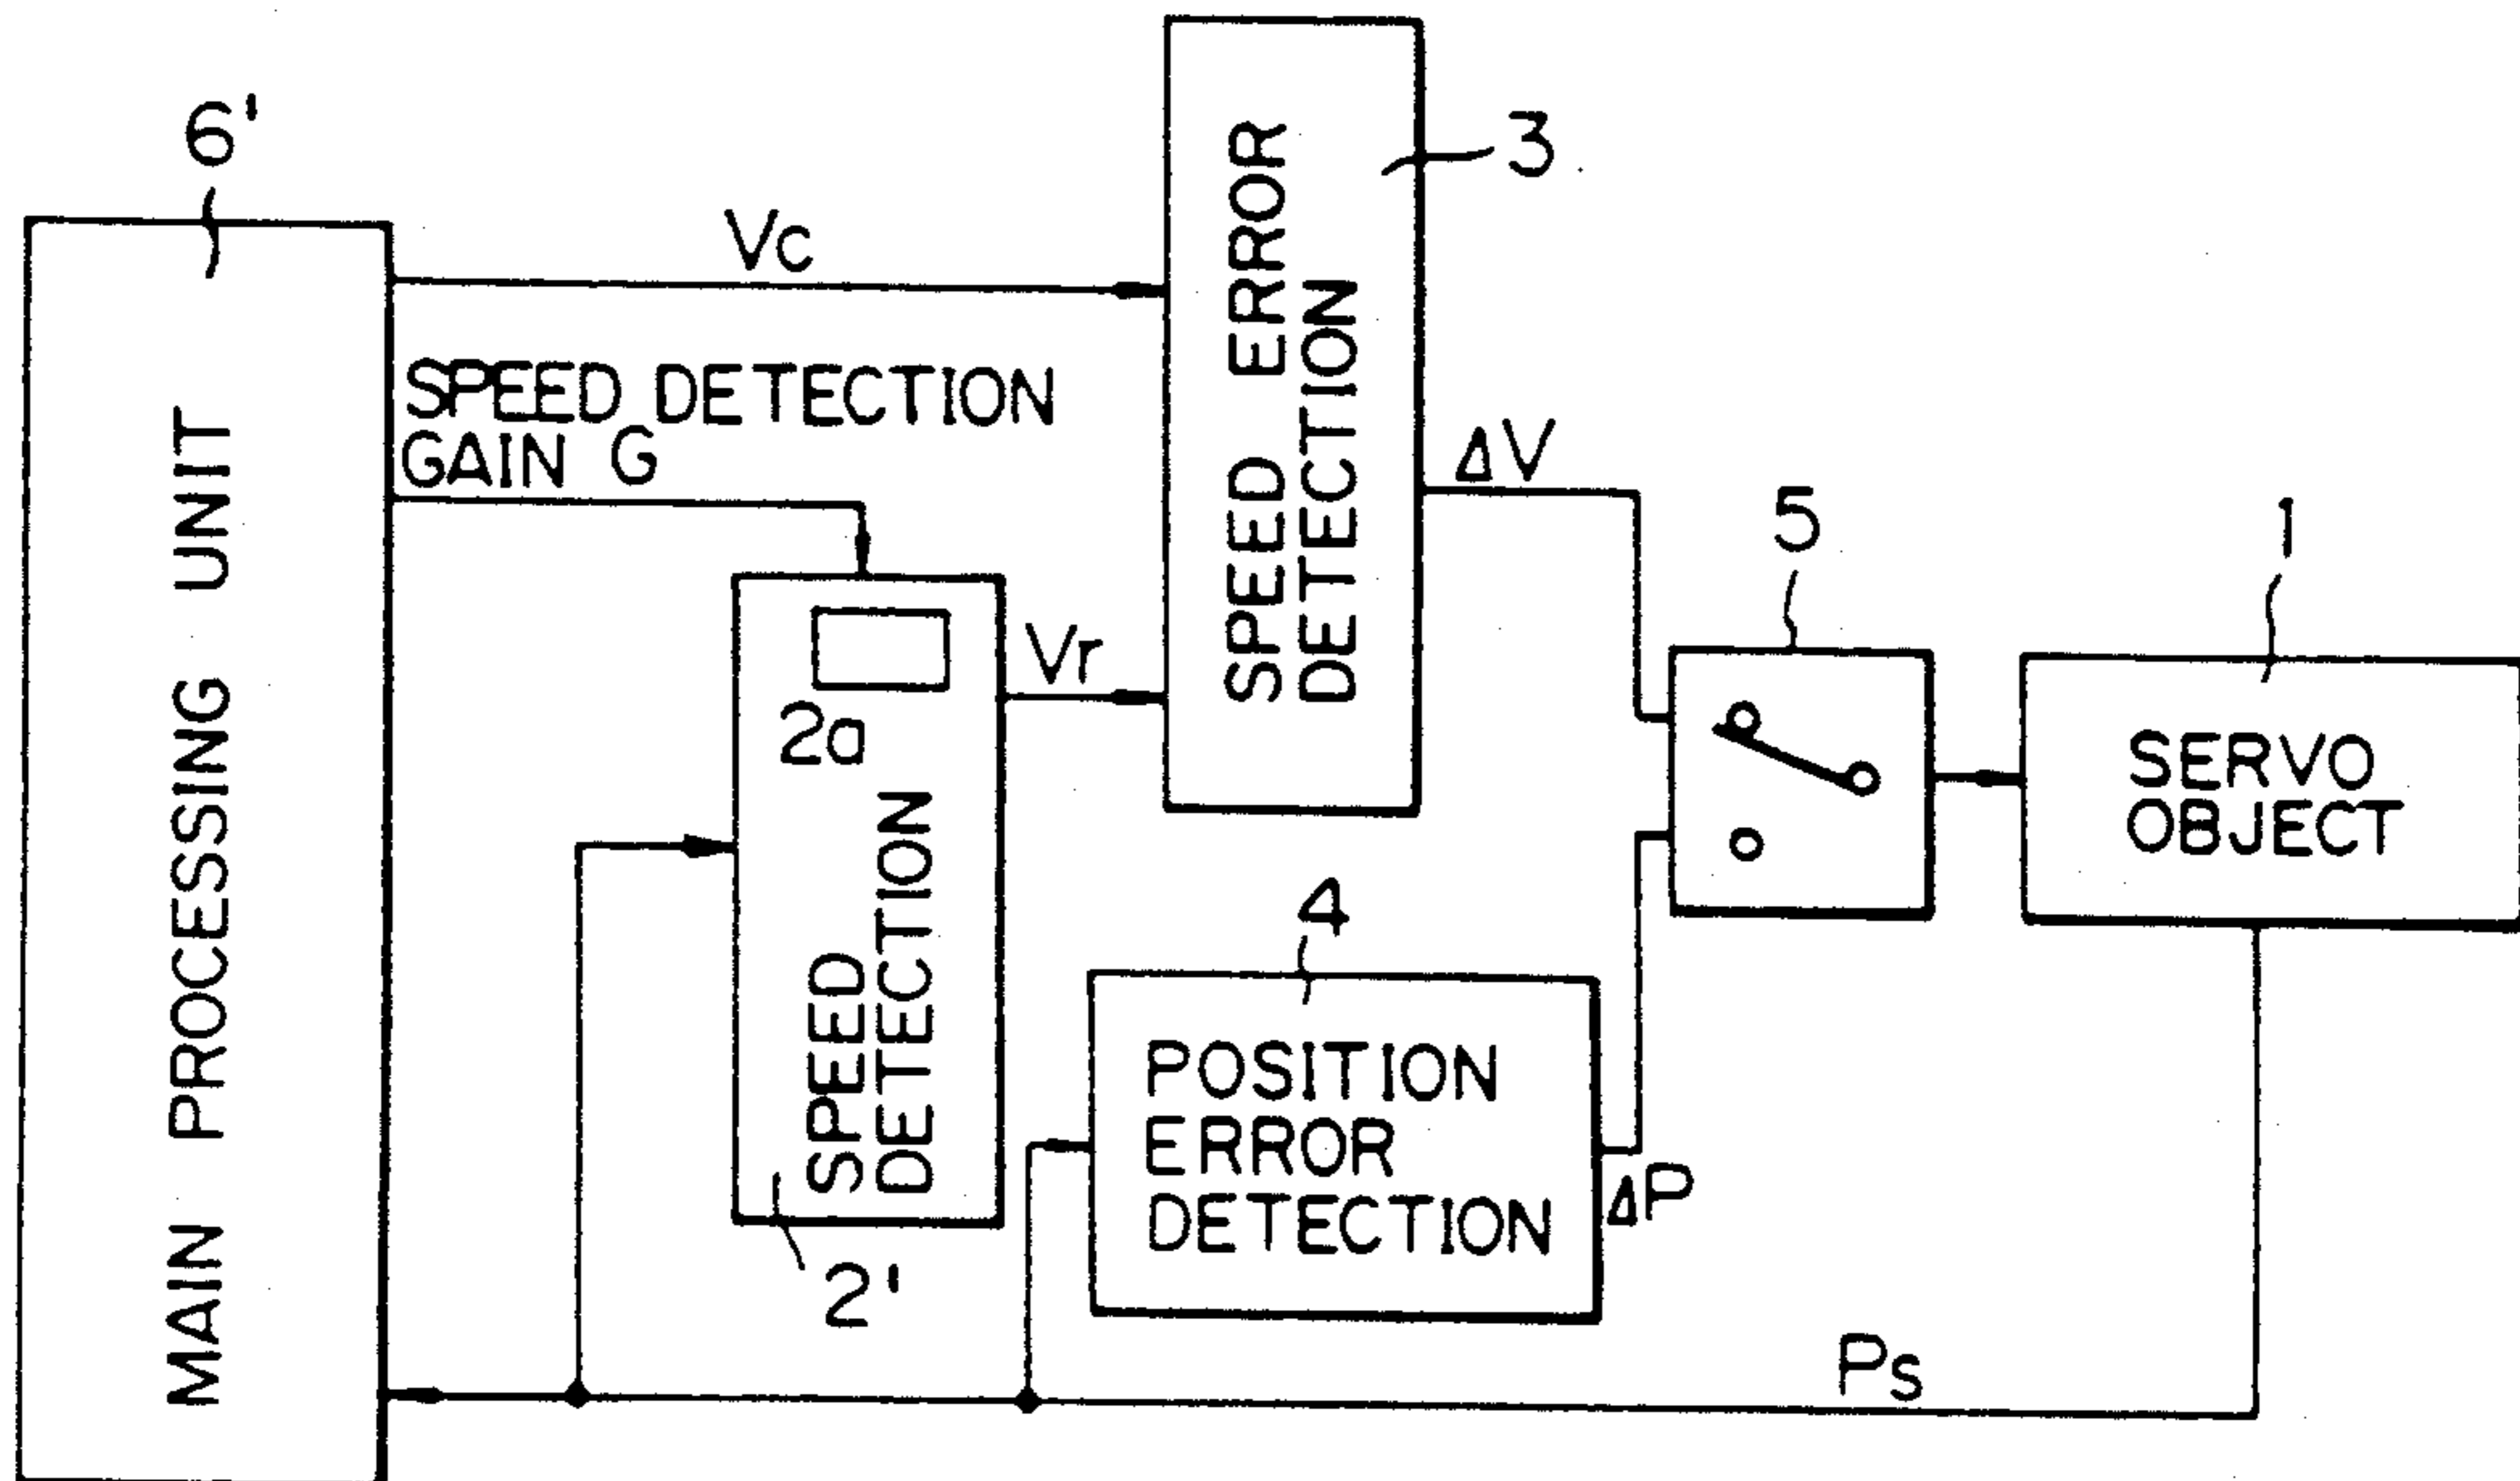 6'
MAIN PROCESSING UNIT
Vc
SPEED DETECTION
GAIN G
SPEED ERROR
DETECTION
3
ΔV
5
1
2a
Vr
SPEED
DETECTION
2'
4
POSITION
ERROR
DETECTION
ΔP
SERVO
OBJECT
Ps